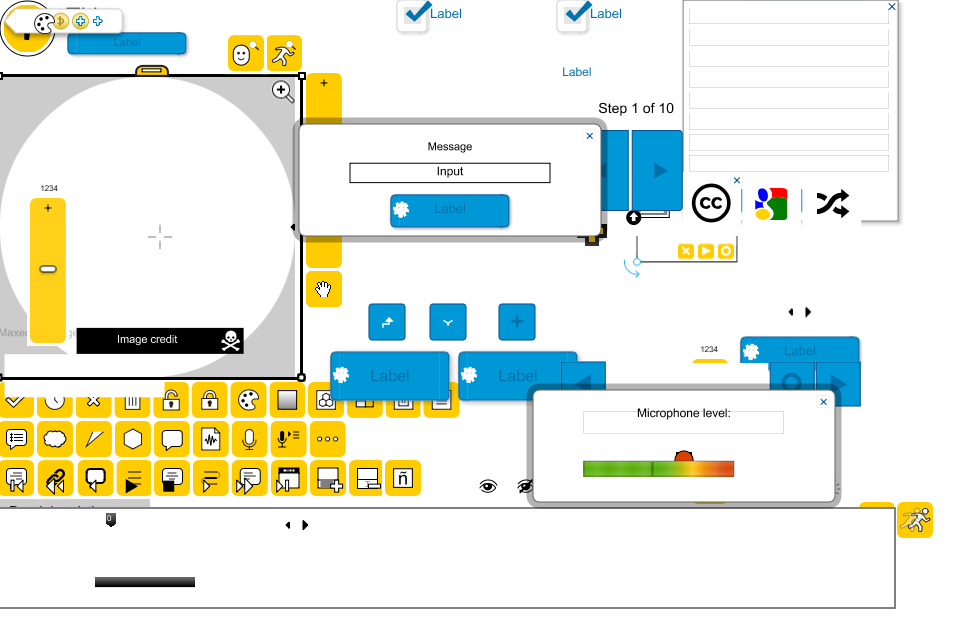 Label
Label
Label
Label
Step 1 of 10
Message
Input
Label
1234
Image credit
Label
Label
1234
Label
Microphone level:
ñ
0